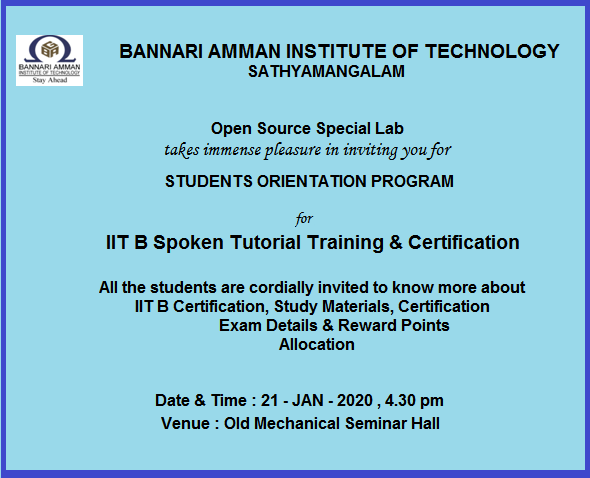 BANNARI AMMAN
INSTITUTE OF TECHNOLOGY
Stay Ahead
BANNARI AMMAN INSTITUTE OF TECHNOLOGY
SATHYAMANGALAM
Open Source Special Lab
takes immense pleasure in inviting you for
STUDENTS ORIENTATION PROGRAM
for
IIT B Spoken Tutorial Training & Certification
All the students are cordially invited to know more about
IIT B Certification, Study Materials, Certification
Exam Details & Reward Points
Allocation
Date & Time : 21 - JAN - 2020 , 4.30 pm
Venue : Old Mechanical Seminar Hall